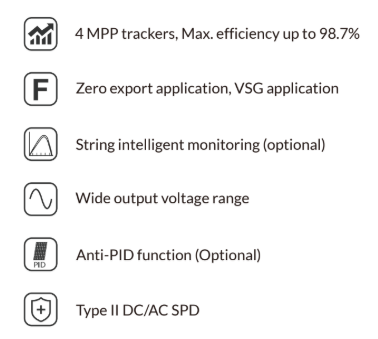 4 MPP trackers, Max. efficiency up to 98.7%
F
Zero export application, VSG application
String intelligent monitoring (optional)
Wide output voltage range
PID
Anti-PID function (Optional)
Type II DC/AC SPD